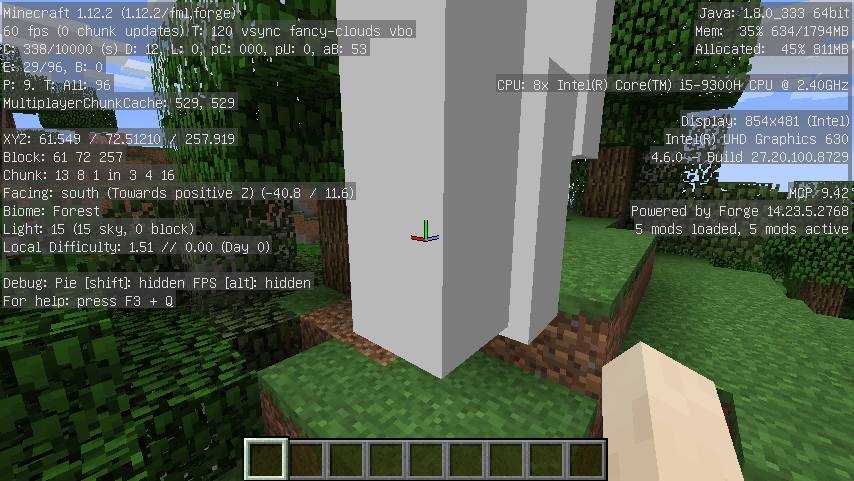 Minecraft 1.12.2 (1.12.2/fml,forge)
60 fps (0 chunk updates) T: 120 vsync fancy-clouds vbo
C: 338/10000 (s) D: 12, L: 0, pC: 000, pU: 0, aB: 53
E: 29/96, B: 0
P: 9. T: All: 96
MultiplayerChunkCache: 529, 529
XYZ: 61.549 / 72.51210 / 257.919
Block: 61 72 257
Chunk: 13 8 1 in 3 4 16
Facing: south (Towards positive Z) (-40.8 / 11.6)
Biome: Forest
Light: 15 (15 sky, 0 block)
Local Difficulty: 1.51 // 0.00 (Day 0)
Debug: Pie [shift]: hidden FPS [alt]: hidden
For help: press F3 + Q
Java: 1.8.0_333 64bit
Mem: 35% 634/1794MB
Allocated: 45% 811MB
CPU: 8x Intel(R) Core(TM) i5-9300H CPU @ 2.40GHz
Display: 854x481 (Intel)
Intel(R) UHD Graphics 630
4.6.0 - Build 27.20.100.8729
MCP 9.42
Powered by Forge 14.23.5.2768
5 mods loaded, 5 mods active